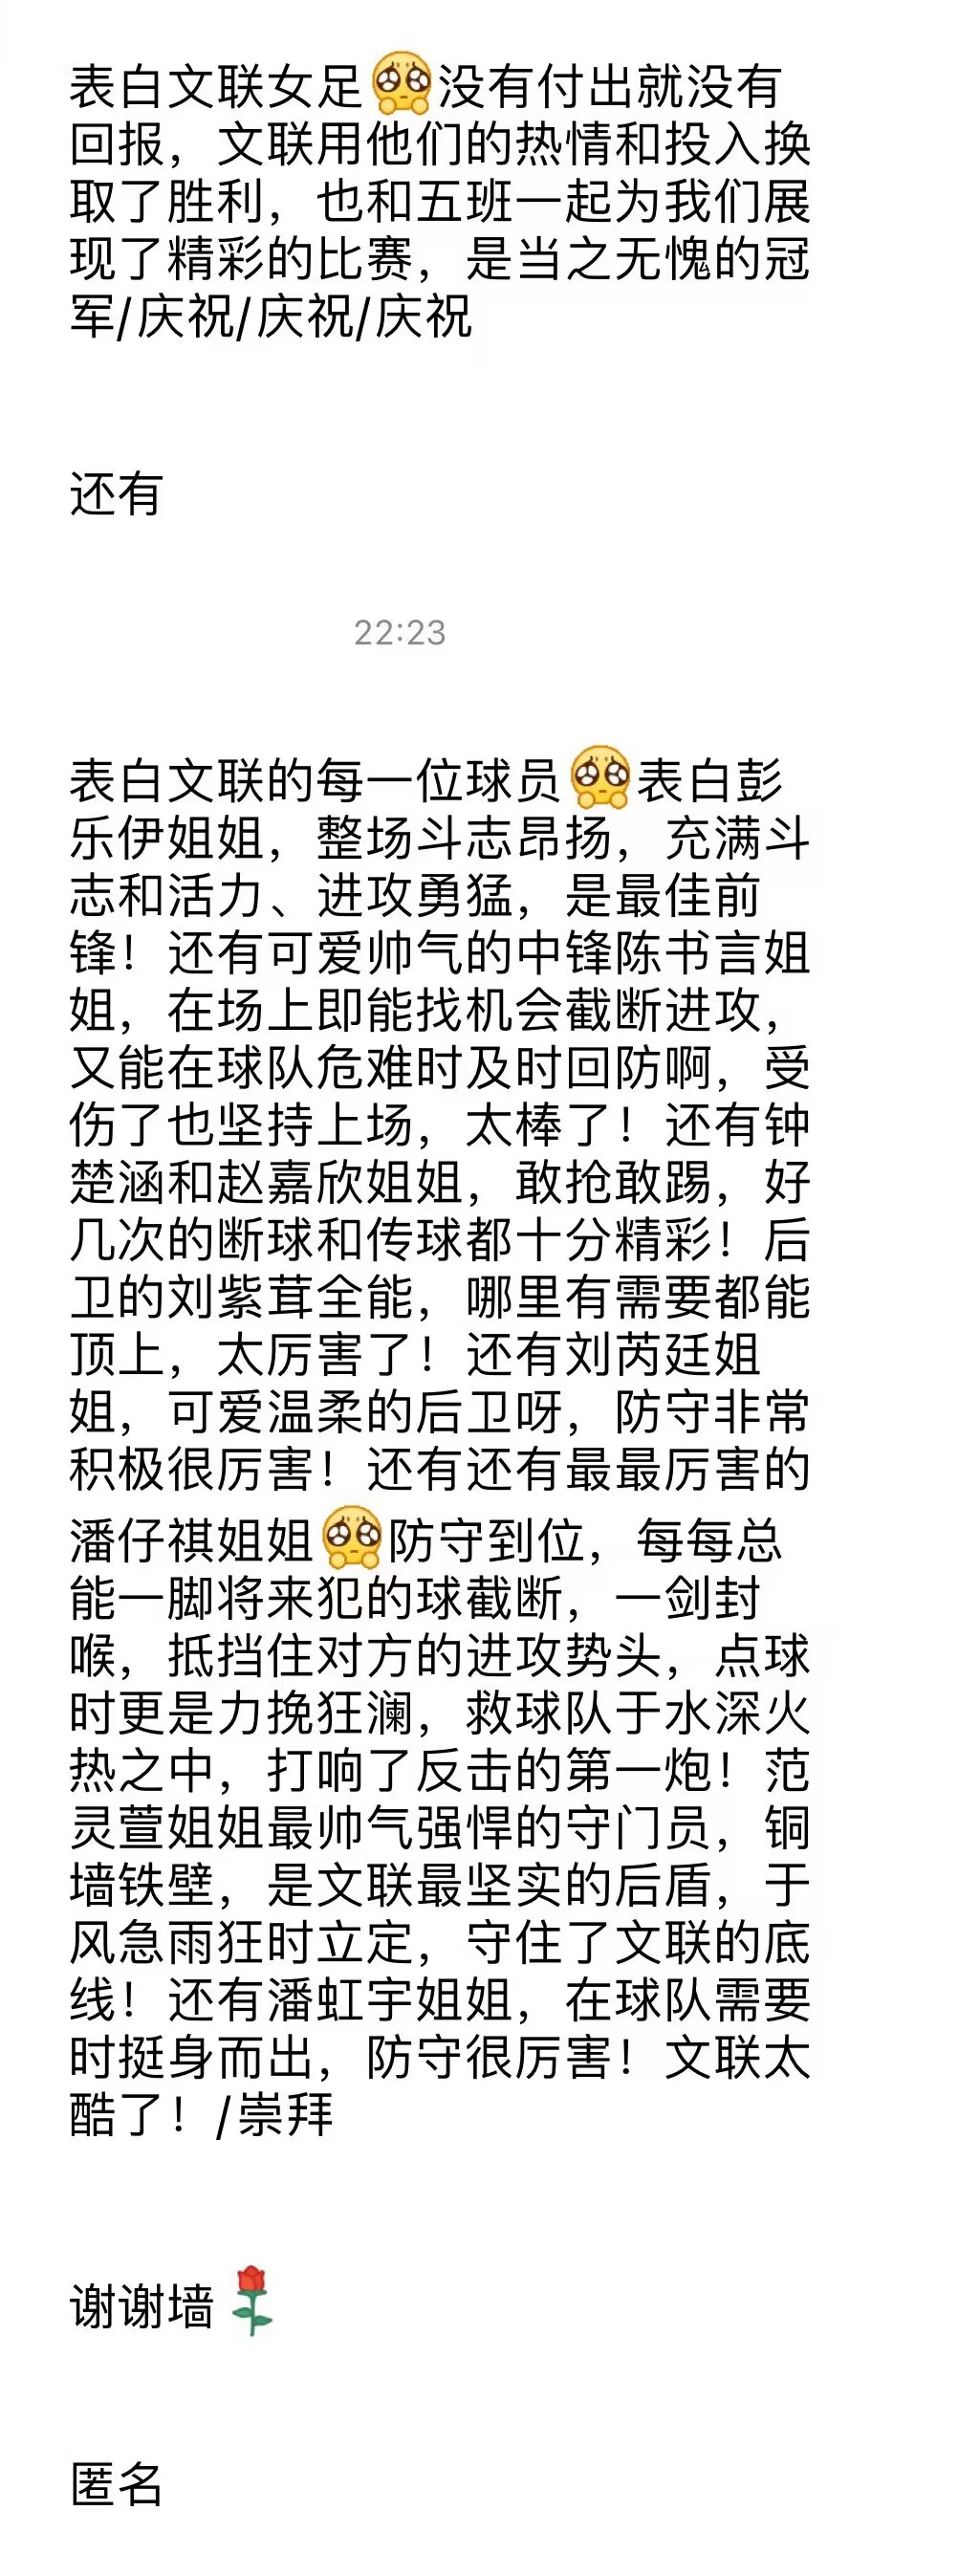 表白文联女足🥺没有付出就没有
回报，文联用他们的热情和投入换
取了胜利，也和五班一起为我们展
现了精彩的比赛，是当之无愧的冠
军/庆祝/庆祝/庆祝
还有
22:23
表白文联的每一位球员🥺表白彭
乐伊姐姐，整场斗志昂扬，充满斗
志和活力、进攻勇猛，是最佳前
锋！还有可爱帅气的中锋陈书言姐
姐，在场上即能找机会截断进攻，
又能在球队危难时及时回防啊，受
伤了也坚持上场，太棒了！还有钟
楚涵和赵嘉欣姐姐，敢抢敢踢，好
几次的断球和传球都十分精彩！后
卫的刘紫茸全能，哪里有需要都能
顶上，太厉害了！还有刘芮廷姐
姐，可爱温柔的后卫呀，防守非常
积极很厉害！还有还有最最厉害的
潘仔祺姐姐🥺防守到位，每每总
能一脚将来犯的球截断，一剑封
喉，抵挡住对方的进攻势头，点球
时更是力挽狂澜，救球队于水深火
热之中，打响了反击的第一炮！范
灵萱姐姐最帅气强悍的守门员，铜
墙铁壁，是文联最坚实的后盾，于
风急雨狂时立定，守住了文联的底
线！还有潘虹宇姐姐，在球队需要
时挺身而出，防守很厉害！文联太
酷了！/崇拜
谢谢墙🌹
匿名